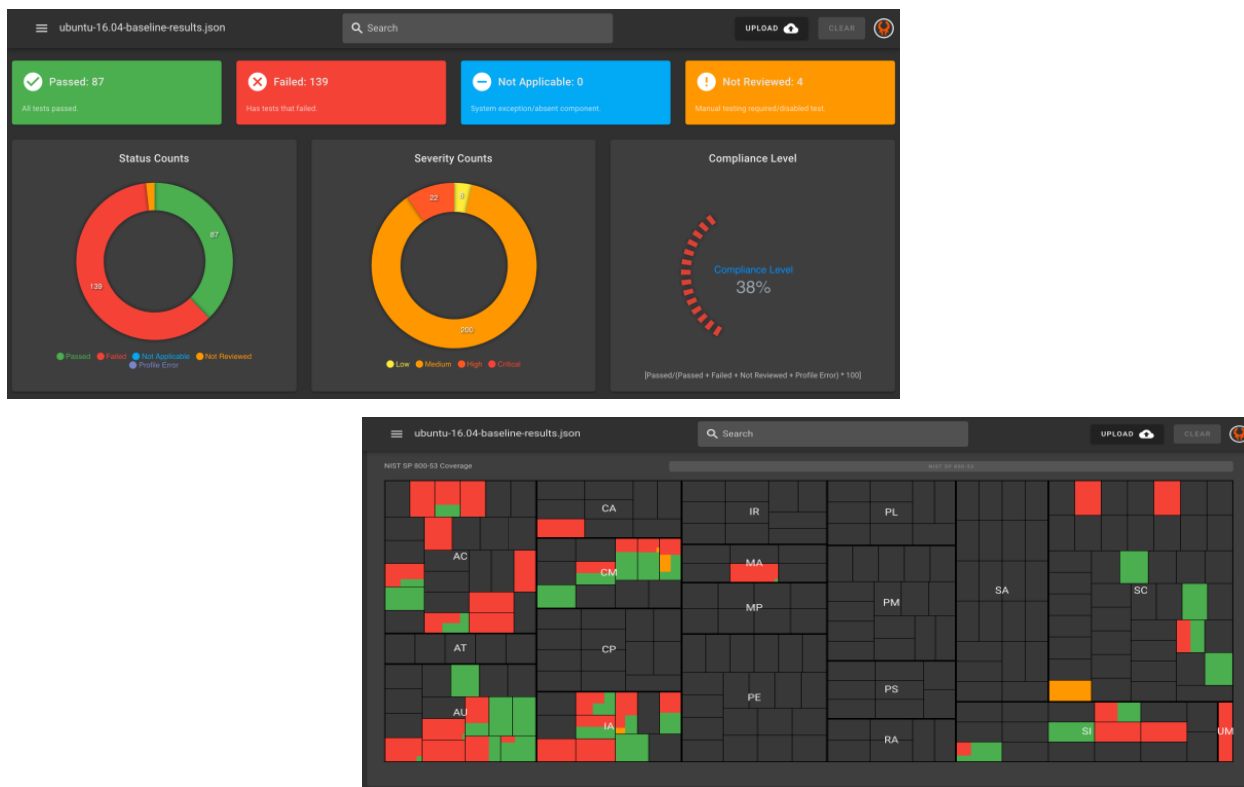 ubuntu-16.04-baseline-results.json
Search
UPLOAD
CLEAR
Passed: 87
All tests passed.
Failed: 139
Has tests that failed.
Not Applicable: 0
System exception/absent component.
Not Reviewed: 4
Manual testing required/disabled test.
Status Counts
87
139
Passed Failed Not Applicable Not Reviewed
Profile Error
Severity Counts
22
200
Low Medium High Critical
Compliance Level
Compliance Level
38%
[Passed/(Passed + Failed + Not Reviewed + Profile Error) * 100]
ubuntu-16.04-baseline-results.json
Search
UPLOAD
CLEAR
NIST SP 800-53 Coverage
NIST SP 800-53
AC
AT
AU
CA
CM
CP
IA
IR
MA
MP
PE
PL
PM
PS
RA
SA
SC
SI
UM